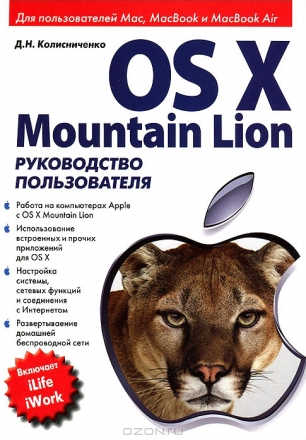 Для пользователей Mac, MacBook и MacBook Air
Д.Н. Колисниченко
OS X
Mountain Lion
РУКОВОДСТВО
ПОЛЬЗОВАТЕЛЯ
Работа на компьютерах Apple
с OS X Mountain Lion
Использование
встроенных и прочих
приложений
для OS X
Настройка
системы,
сетевых функций
и соединения
с Интернетом
Развертываение
домашней
беспроводной сети
Включает
iLife
iWork
ozon.ru